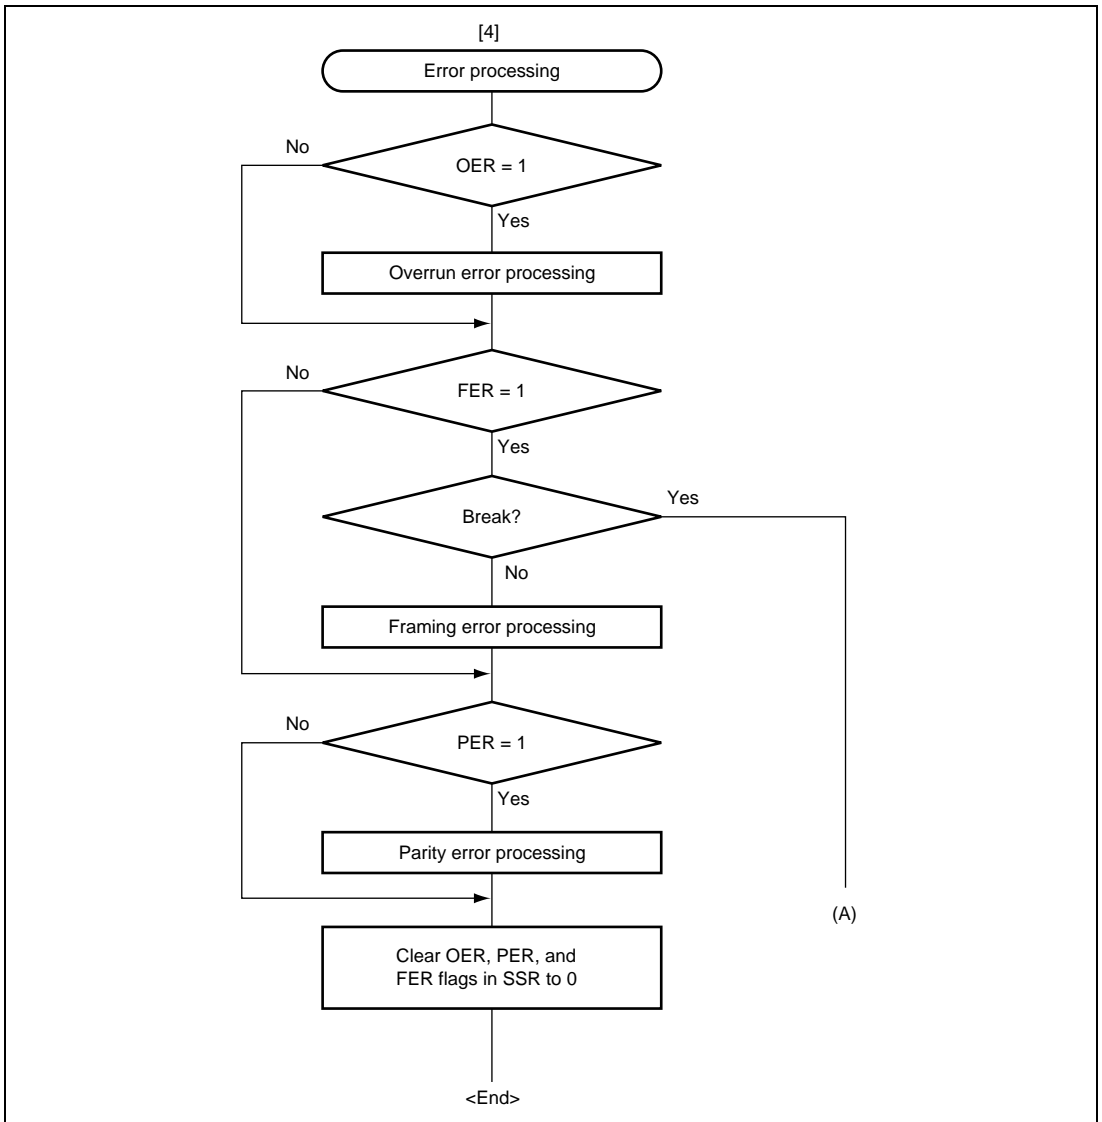 [4]
Error processing
No
OER = 1
Yes
Overrun error processing
No
FER = 1
Yes
Break?
Yes
No
Framing error processing
No
PER = 1
Yes
Parity error processing
(A)
Clear OER, PER, and
FER flags in SSR to 0
<End>